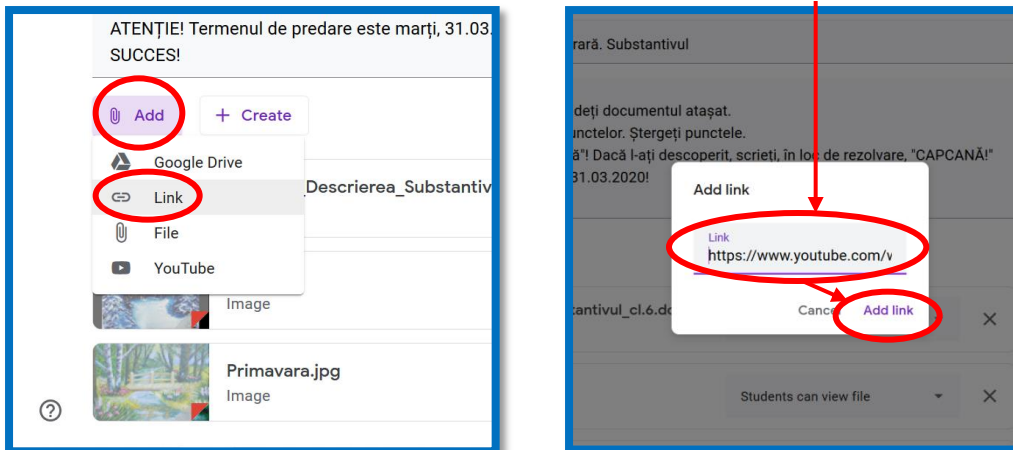 ATENȚIE! Termenul de predare este marți, 31.03.
SUCCES!
Add
+ Create
Google Drive
Link
File
YouTube
_Descrierea_Substantiv
Image
Primavara.jpg
Image
rară. Substantivul
deți documentul atașat.
unctelor. Ștergeți punctele.
ă"! Dacă l-ați descoperit, scrieți, în loc de rezolvare, "CAPCANĂ!"
31.03.2020!
Add link
Link
https://www.youtube.com/v
Cancel
Add link
tantivul_cl.6.do
Students can view file